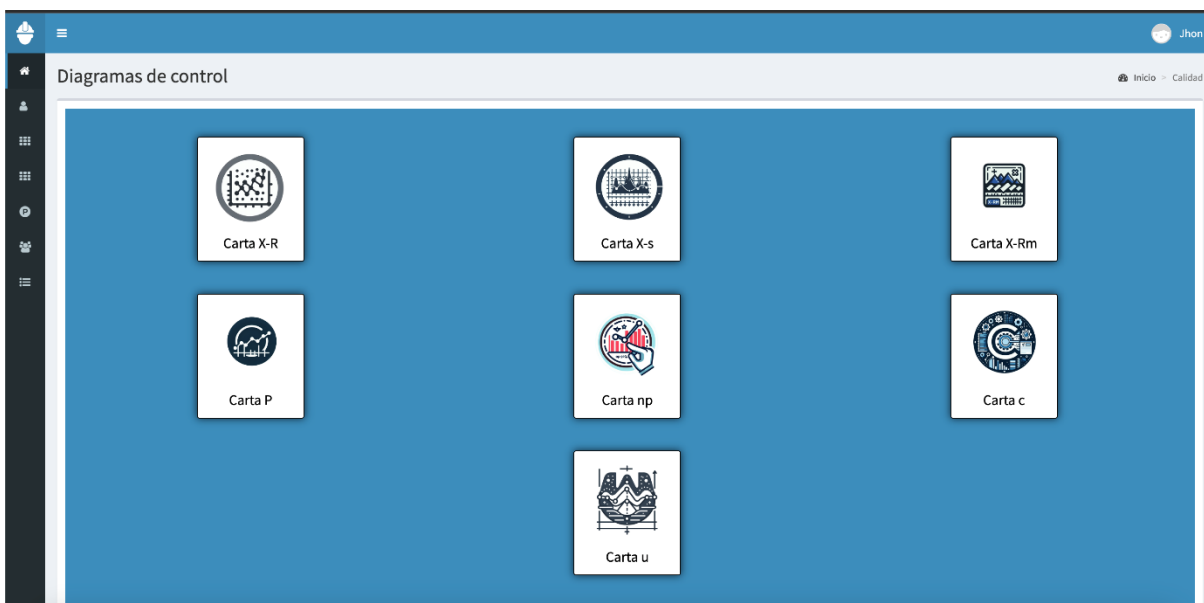 Jhon
Diagramas de control
Inicio > Calidad
Carta X-R
Carta X-s
Carta X-Rm
Carta P
Carta np
Carta c
Carta u